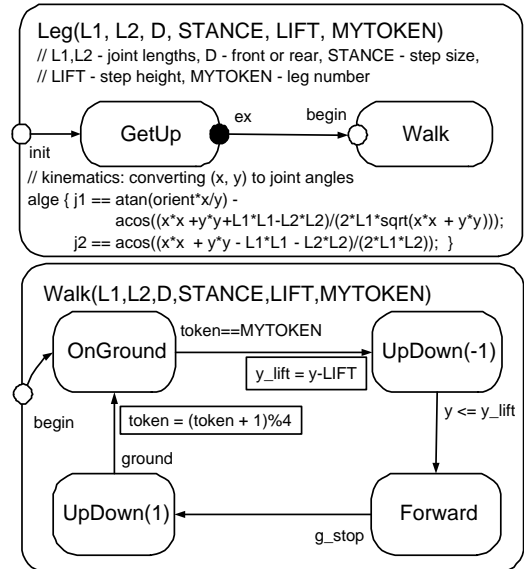 Leg(L1, L2, D, STANCE, LIFT, MYTOKEN)
// L1,L2 - joint lengths, D - front or rear, STANCE - step size,
// LIFT - step height, MYTOKEN - leg number
GetUp
ex
begin
Walk
init
// kinematics: converting (x, y) to joint angles
alge { j1 == atan(orient*x/y) -
acos((x*x +y*y+L1*L1-L2*L2)/(2*L1*sqrt(x*x + y*y)));
j2 == acos((x*x + y*y - L1*L1 - L2*L2)/(2*L1*L2)); }
Walk(L1,L2,D,STANCE,LIFT,MYTOKEN)
OnGround
token==MYTOKEN
UpDown(-1)
y_lift = y-LIFT
begin
token = (token + 1)%4
y <= y_lift
ground
UpDown(1)
Forward
g_stop